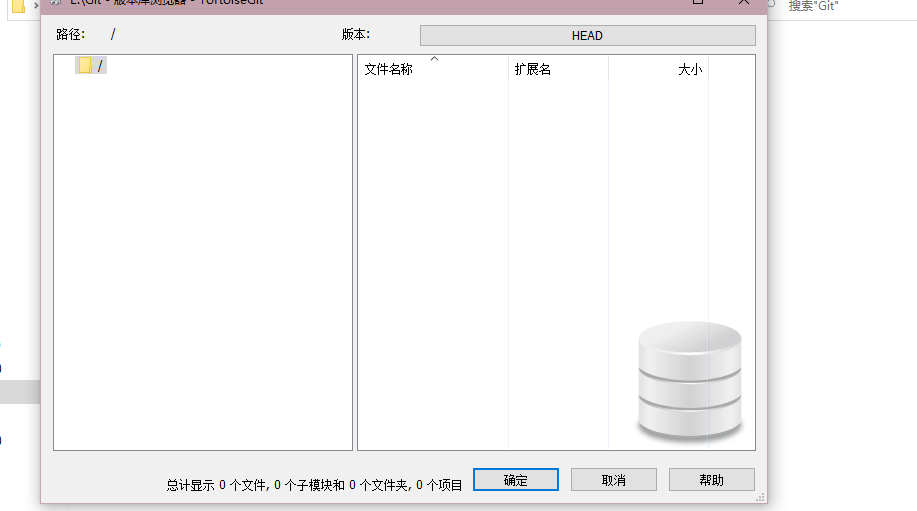 E:\Git - 版本库浏览器 - TortoiseGit
搜索"Git"
路径: /
版本: HEAD
/
文件名称 扩展名 大小
总计显示 0 个文件, 0 个子模块和 0 个文件夹, 0 个项目
确定 取消 帮助